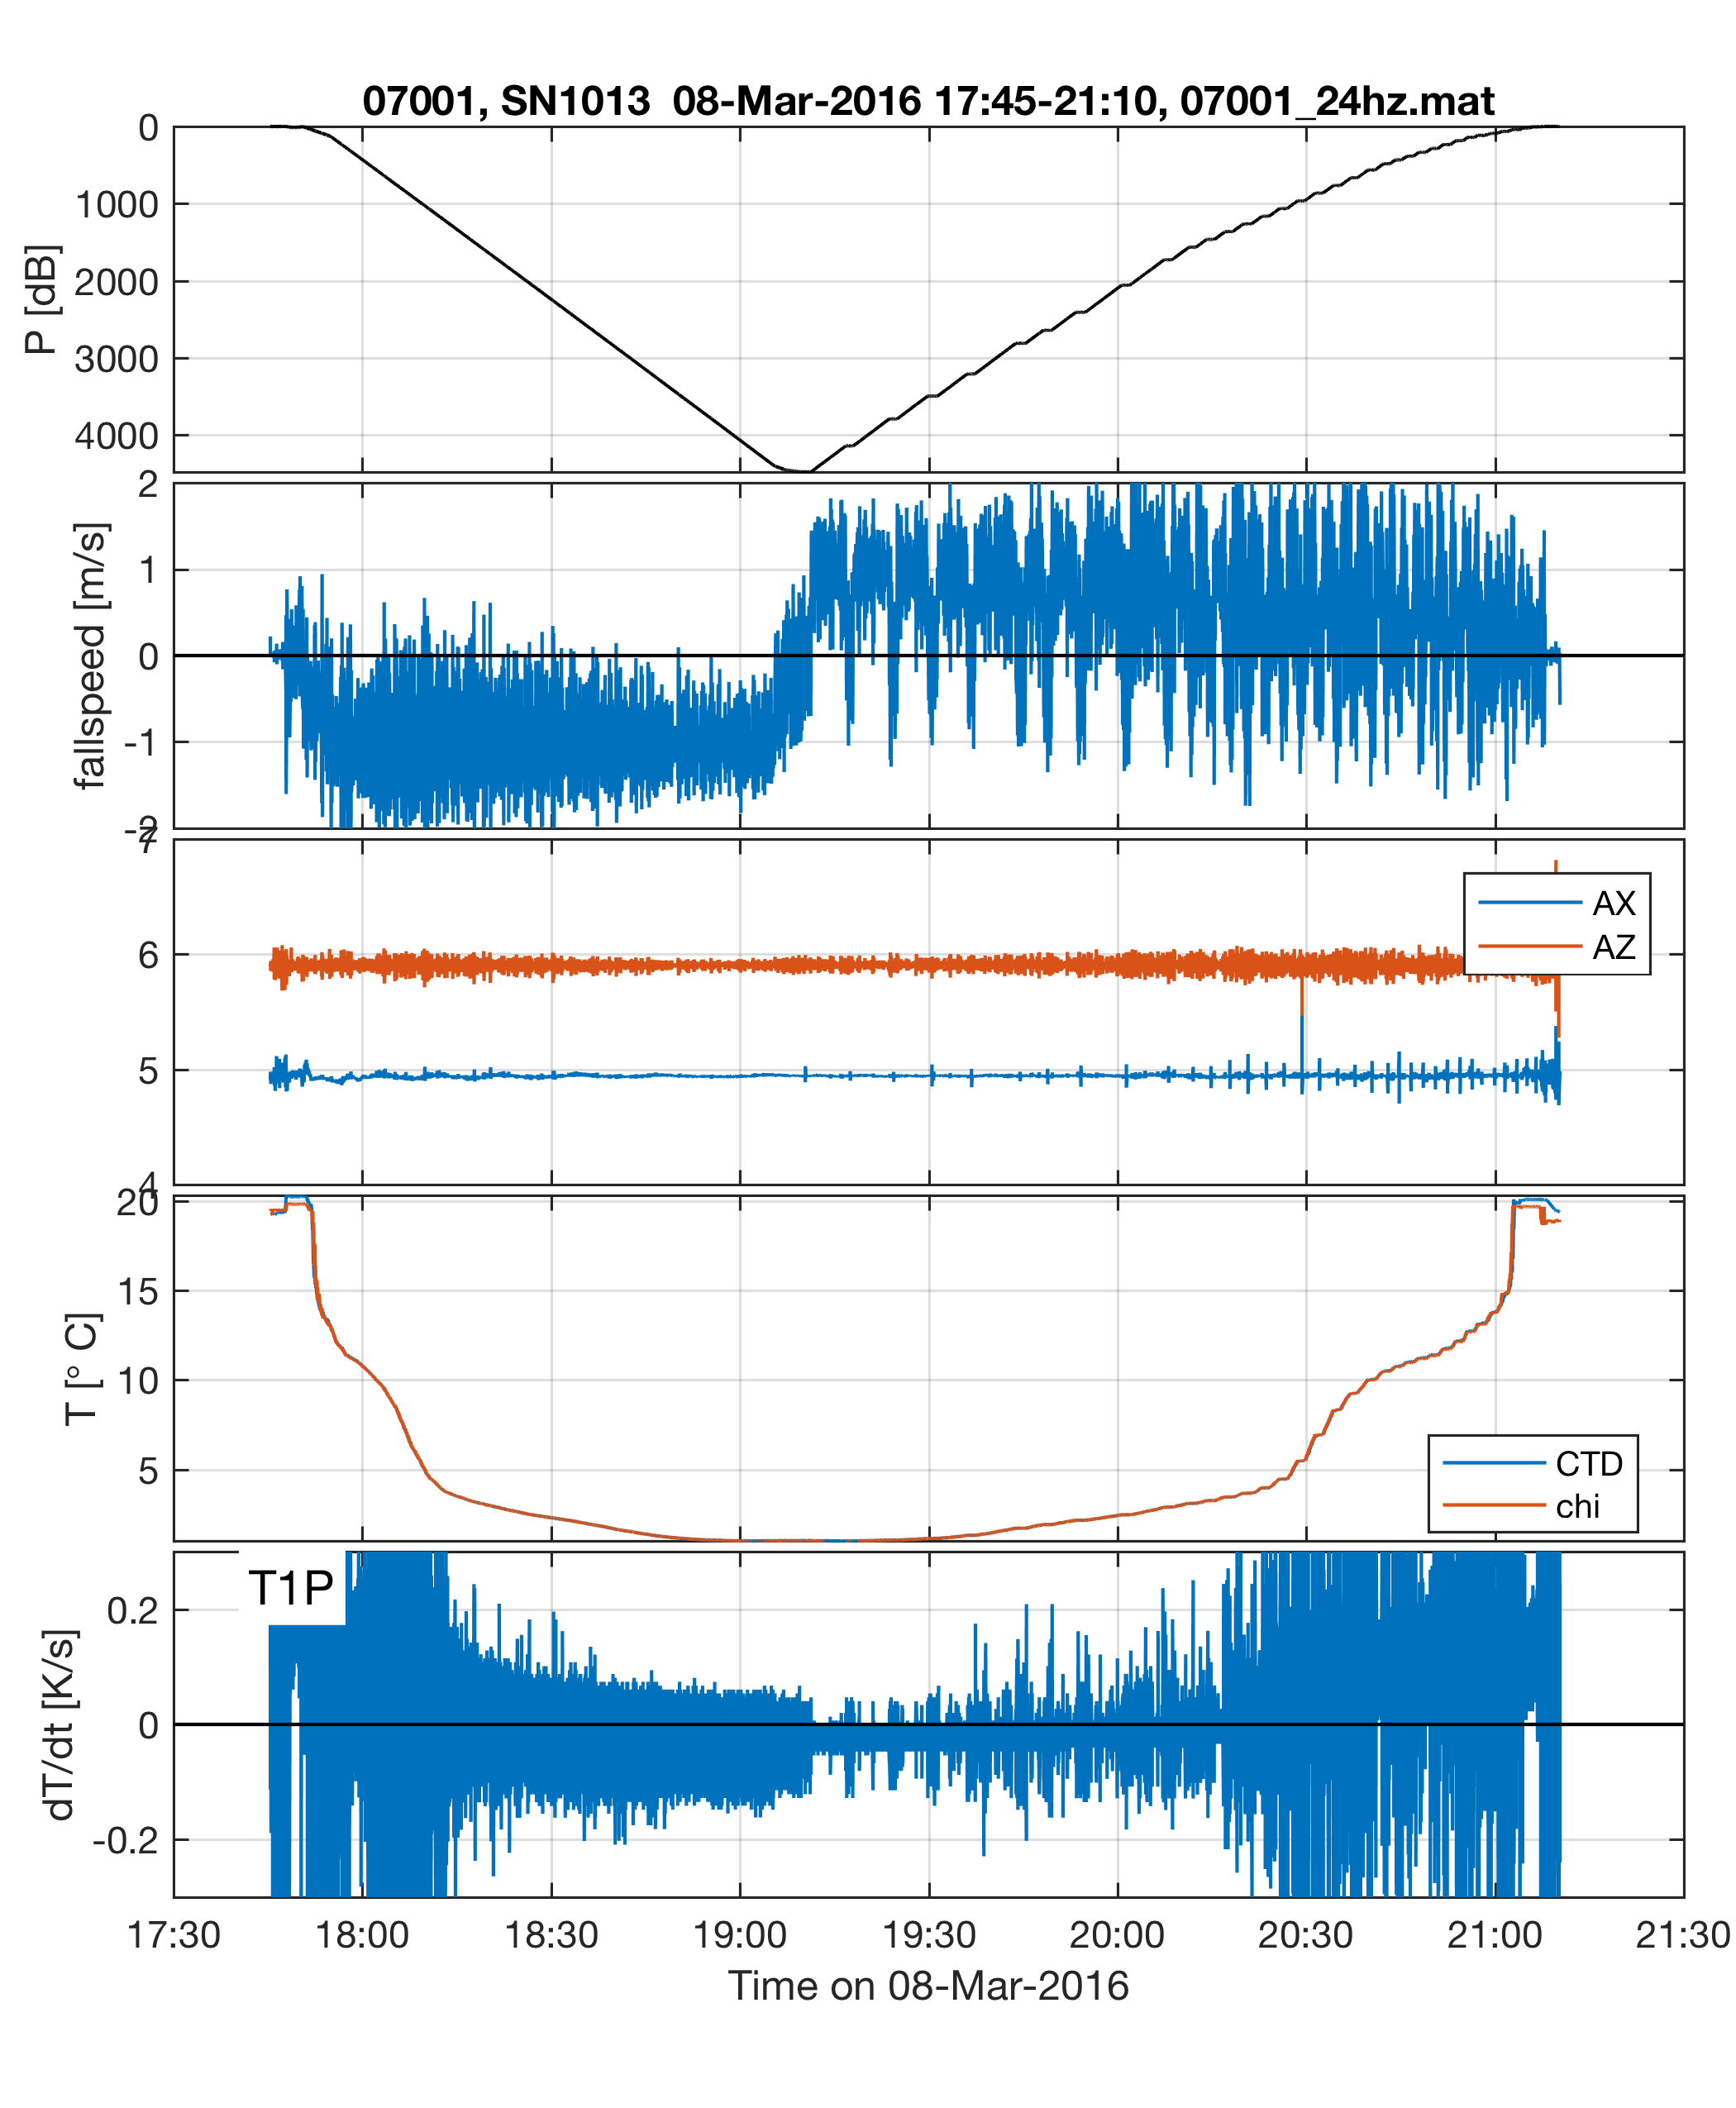 07001, SN1013  08-Mar-2016 17:45-21:10, 07001_24hz.mat
0
1000
2000
3000
4000
P [dB]
2
1
0
-1
-2
fallspeed [m/s]
7
6
5
4
AX
AZ
20
15
10
5
T [° C]
CTD
chi
T1P
0.2
0
-0.2
dT/dt [K/s]
17:30 18:00 18:30 19:00 19:30 20:00 20:30 21:00 21:30
Time on 08-Mar-2016